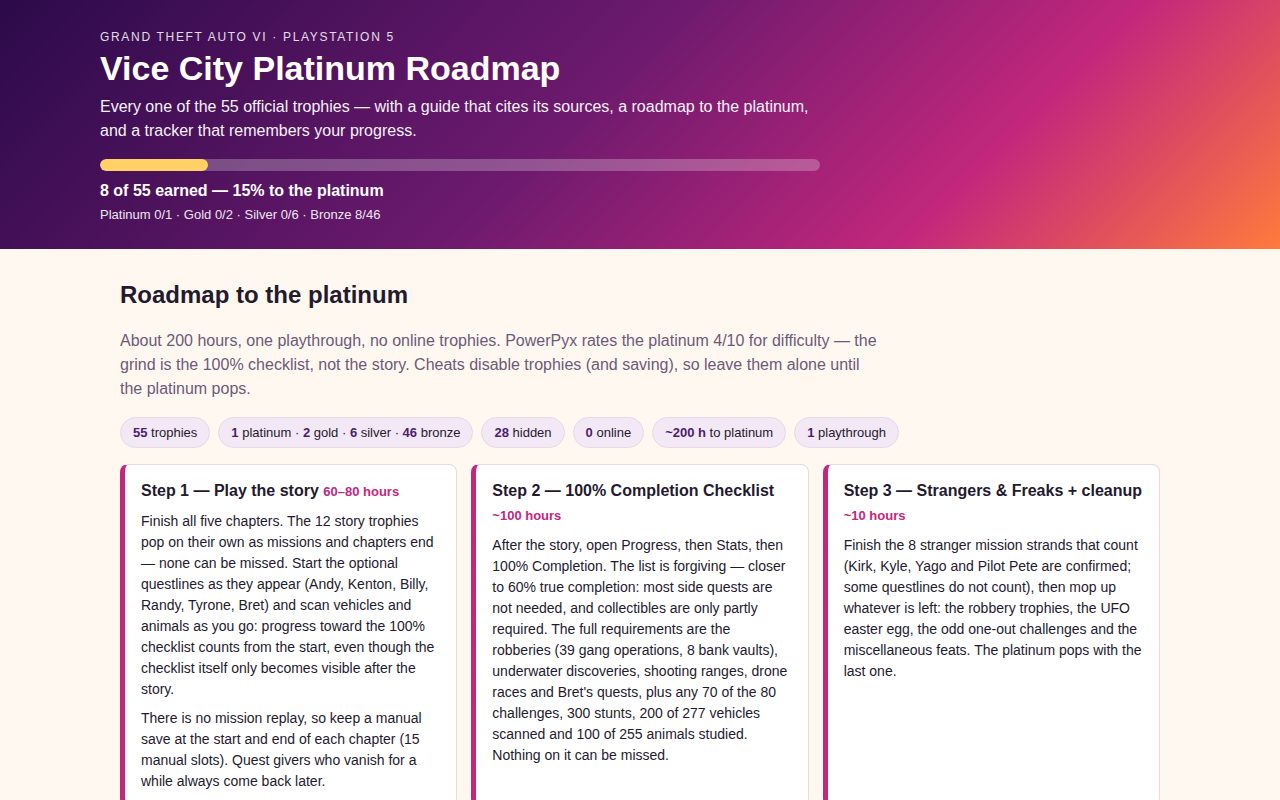 GRAND THEFT AUTO VI · PLAYSTATION 5
Vice City Platinum Roadmap
Every one of the 55 official trophies — with a guide that cites its sources, a roadmap to the platinum,
and a tracker that remembers your progress.
8 of 55 earned — 15% to the platinum
Platinum 0/1 · Gold 0/2 · Silver 0/6 · Bronze 8/46
Roadmap to the platinum
About 200 hours, one playthrough, no online trophies. PowerPyx rates the platinum 4/10 for difficulty — the
grind is the 100% checklist, not the story. Cheats disable trophies (and saving), so leave them alone until
the platinum pops.
55 trophies
1 platinum · 2 gold · 6 silver · 46 bronze
28 hidden
0 online
~200 h to platinum
1 playthrough
Step 1 — Play the story 60–80 hours
Finish all five chapters. The 12 story trophies
pop on their own as missions and chapters end
— none can be missed. Start the optional
questlines as they appear (Andy, Kenton, Billy,
Randy, Tyrone, Bret) and scan vehicles and
animals as you go: progress toward the 100%
checklist counts from the start, even though the
checklist itself only becomes visible after the
story.
There is no mission replay, so keep a manual
save at the start and end of each chapter (15
manual slots). Quest givers who vanish for a
while always come back later.
Step 2 — 100% Completion Checklist
~100 hours
After the story, open Progress, then Stats, then
100% Completion. The list is forgiving — closer
to 60% true completion: most side quests are
not needed, and collectibles are only partly
required. The full requirements are the
robberies (39 gang operations, 8 bank vaults),
underwater discoveries, shooting ranges, drone
races and Bret's quests, plus any 70 of the 80
challenges, 300 stunts, 200 of 277 vehicles
scanned and 100 of 255 animals studied.
Nothing on it can be missed.
Step 3 — Strangers & Freaks + cleanup
~10 hours
Finish the 8 stranger mission strands that count
(Kirk, Kyle, Yago and Pilot Pete are confirmed;
some questlines do not count), then mop up
whatever is left: the robbery trophies, the UFO
easter egg, the odd one-out challenges and the
miscellaneous feats. The platinum pops with the
last one.